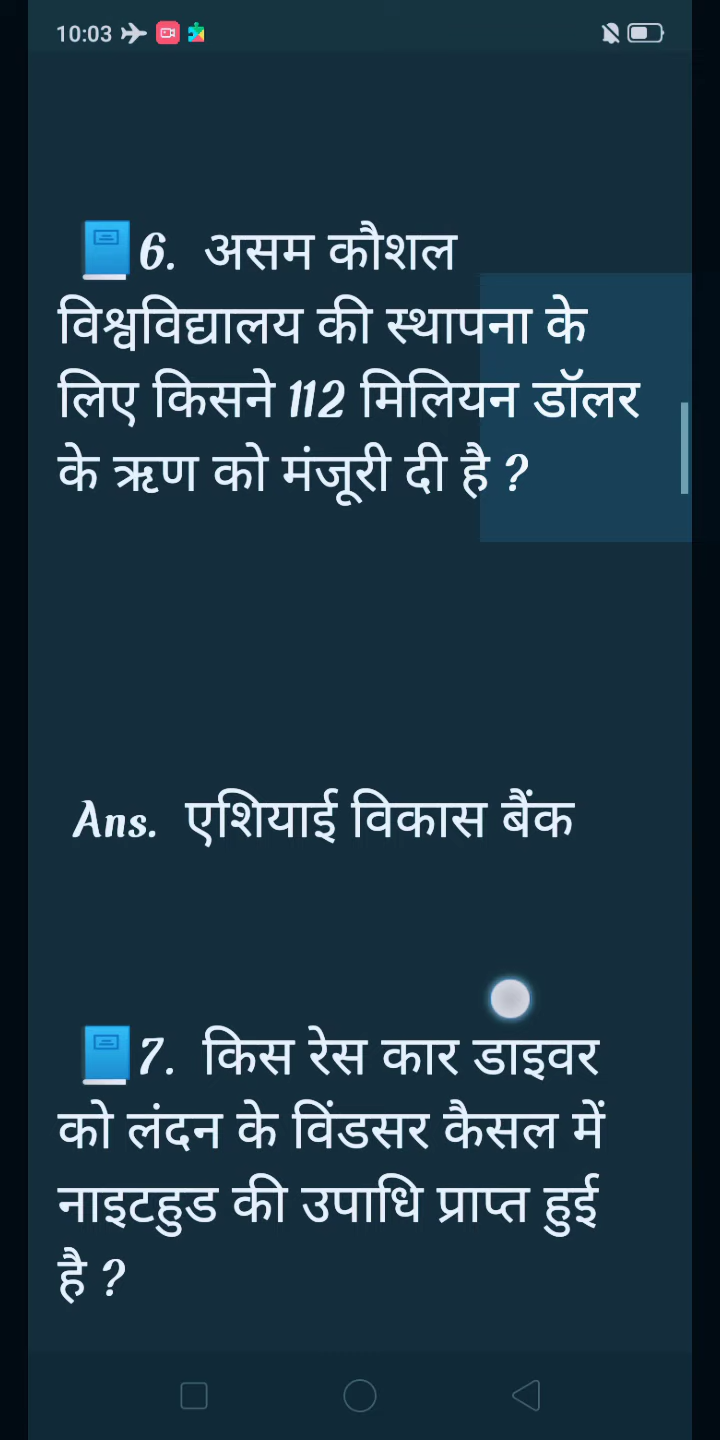 10:03
6. असम कौशल
विश्वविद्यालय की स्थापना के
लिए किसने 112 मिलियन डॉलर
के ऋण को मंजूरी दी है ?
Ans. एशियाई विकास बैंक
7. किस रेस कार डाइवर
को लंदन के विंडसर कैसल में
नाइटहुड की उपाधि प्राप्त हुई
है ?